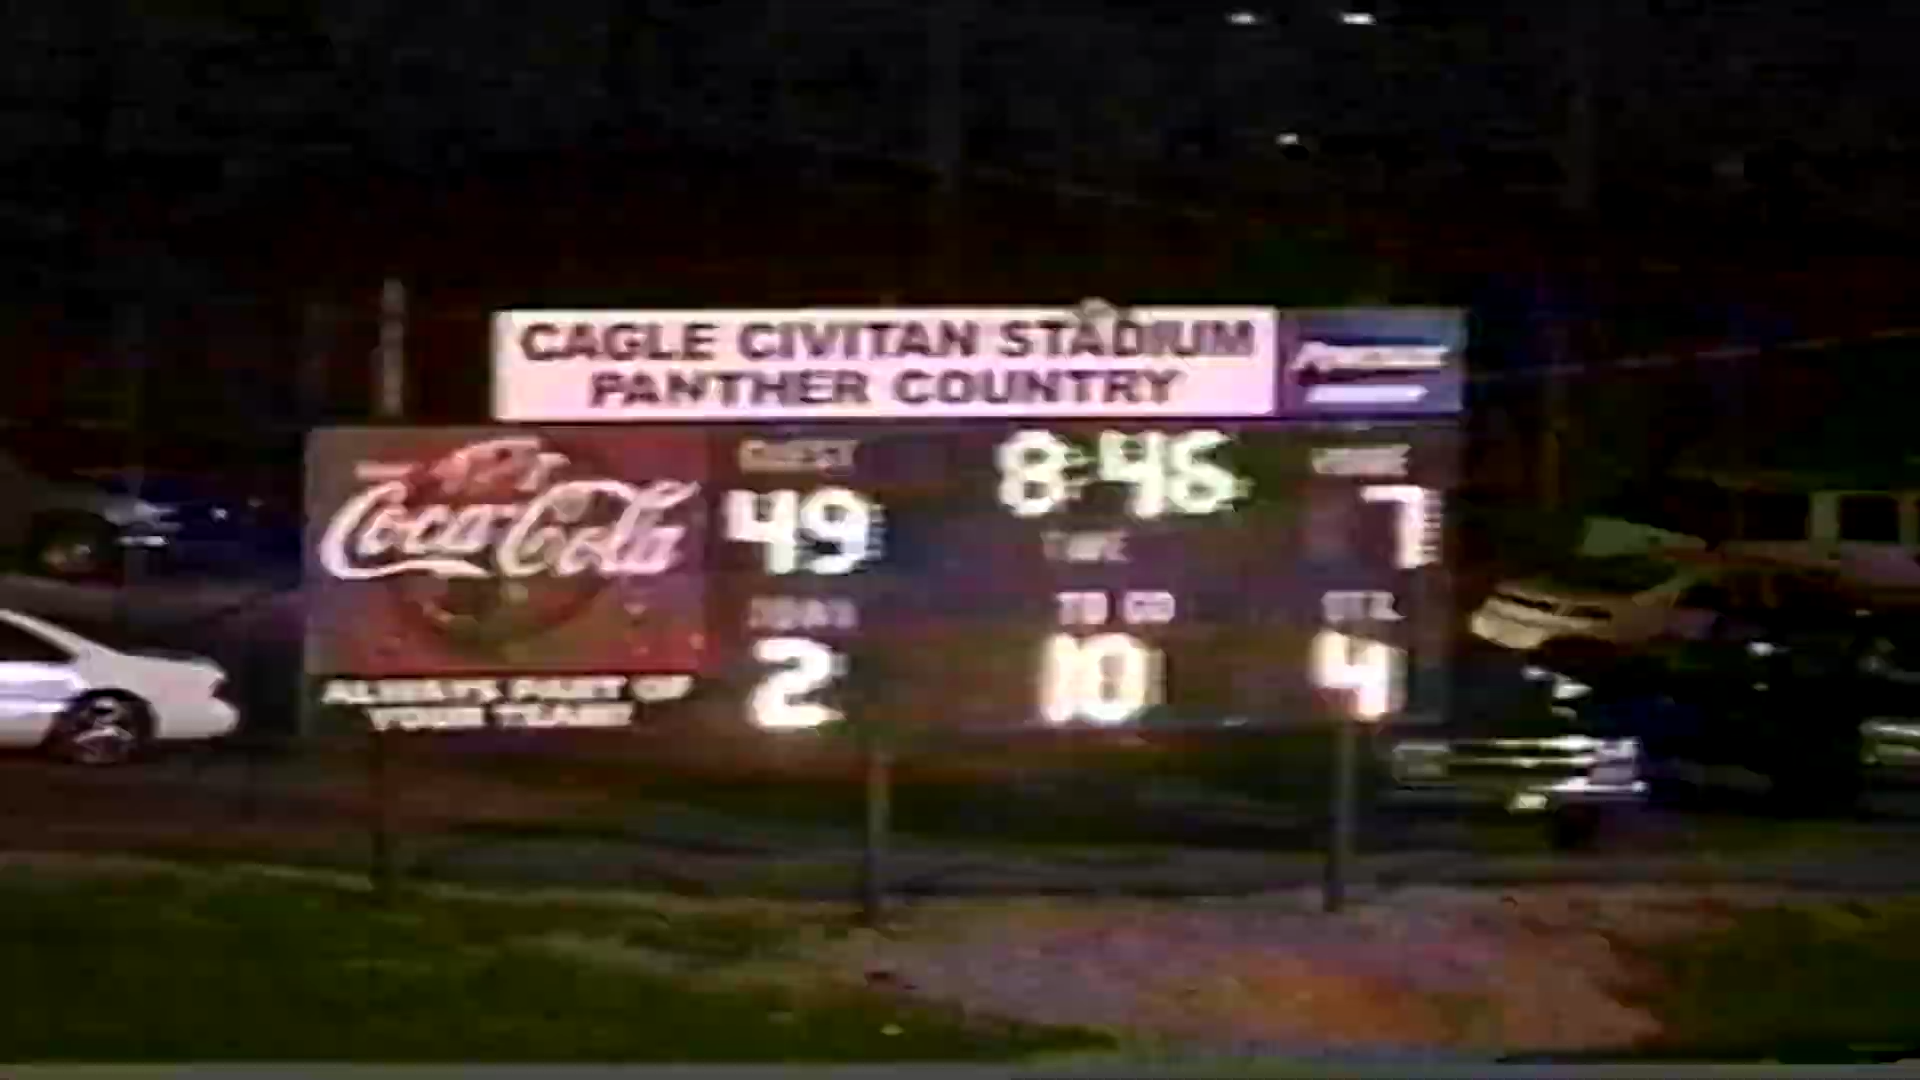 CAGLE CIVITAN STADIUM
PANTHER COUNTRY
Coca-Cola
ALWAYS PART OF
YOUR TEAM!
GUEST
49
8:46
TIME
HOME
7
DOWN
2
TO GO
10
QTR.
4